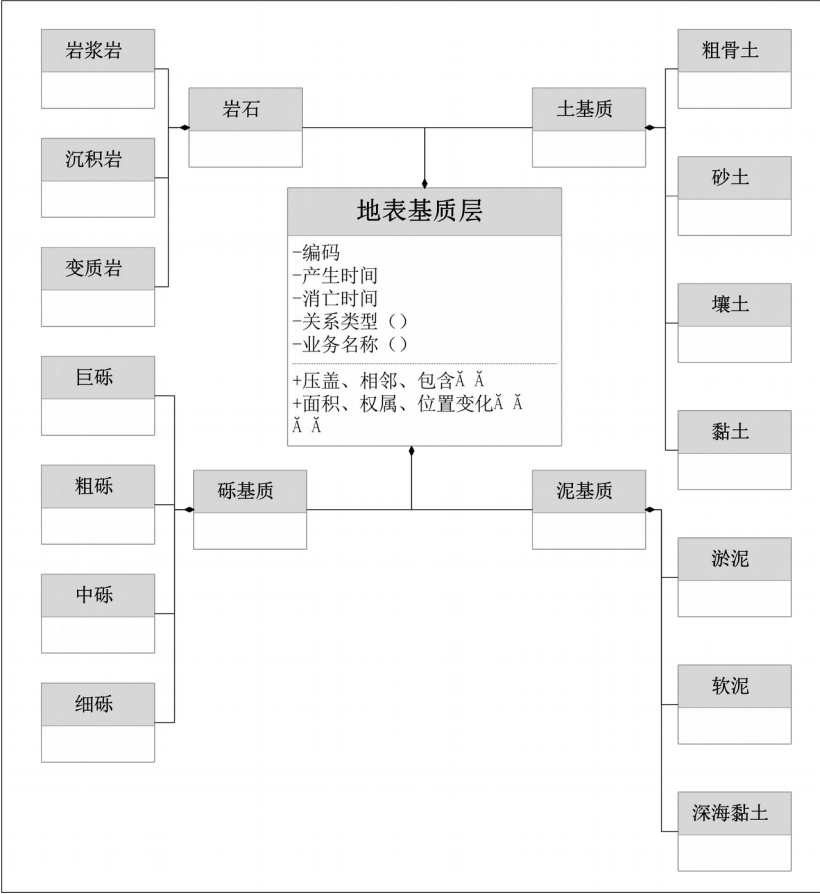 岩浆岩
沉积岩
变质岩
岩石
土基质
粗骨土
砂土
壤土
黏土
地表基质层
-编码
-产生时间
-消亡时间
-关系类型（）
-业务名称（）
+压盖、相邻、包含Ă Ă
+面积、权属、位置变化Ă Ă
Ă Ă
巨砾
粗砾
中砾
细砾
砾基质
泥基质
淤泥
软泥
深海黏土